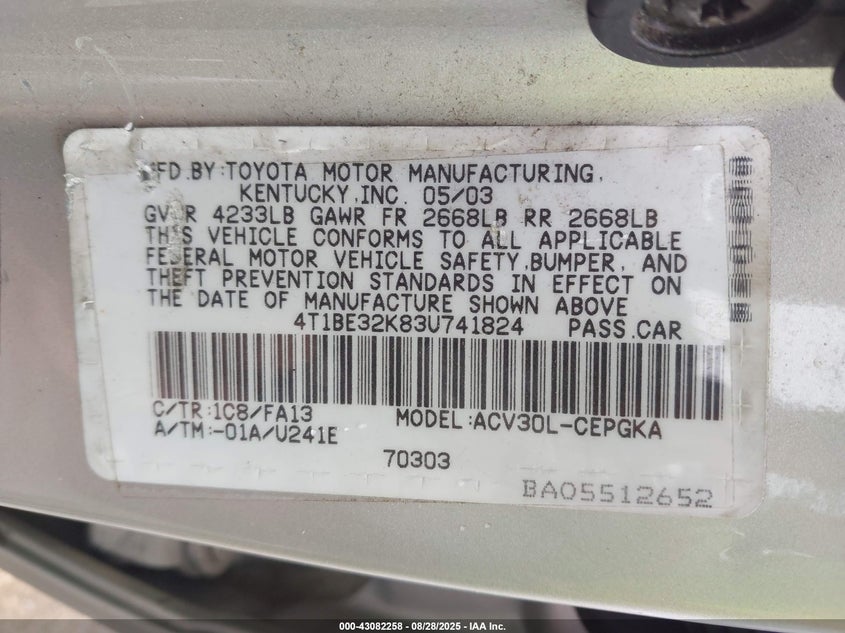 MFD.BY:TOYOTA MOTOR MANUFACTURING,
KENTUCKY,INC. 05/03
GVWR 4233LB GAWR FR 2668LB RR 2668LB
THIS VEHICLE CONFORMS TO ALL APPLICABLE
FEDERAL MOTOR VEHICLE SAFETY,BUMPER, AND
THEFT PREVENTION STANDARDS IN EFFECT ON
THE DATE OF MANUFACTURE SHOWN ABOVE
4T1BE32K83U741824 PASS.CAR
C/TR:1C8/FA13 MODEL:ACV30L-CEPGKA
A/TM:-01A/U241E
70303
BA05512652
000-43082258 - 08/28/2025 - IAA Inc.